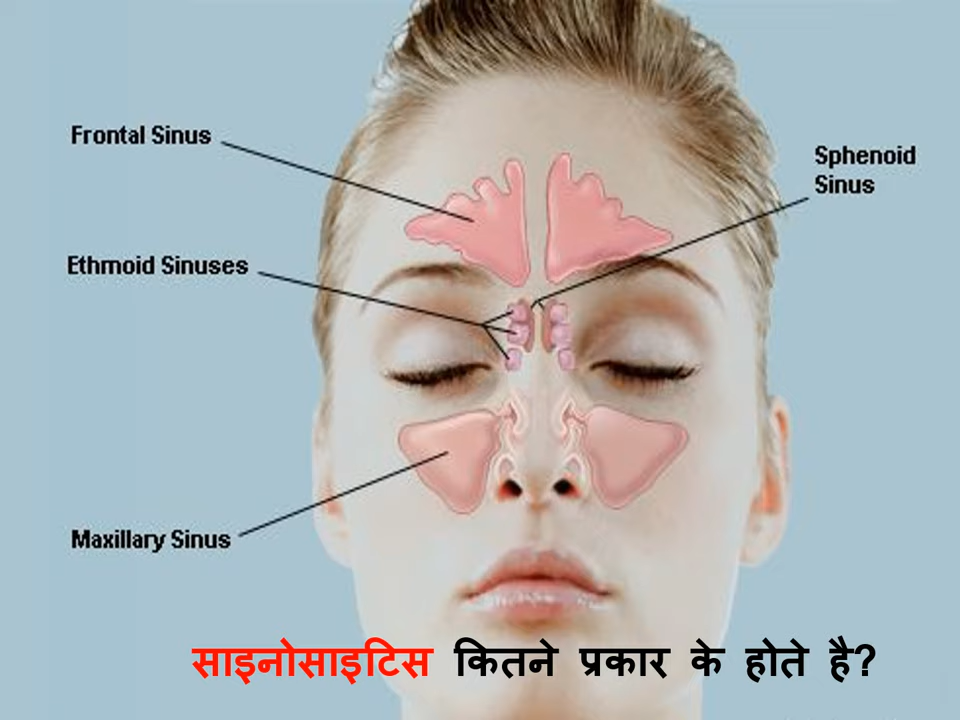 Frontal Sinus
Sphenoid
Sinus
Ethmoid Sinuses
Maxillary Sinus
साइनोसाइटिस कितने प्रकार के होते है?